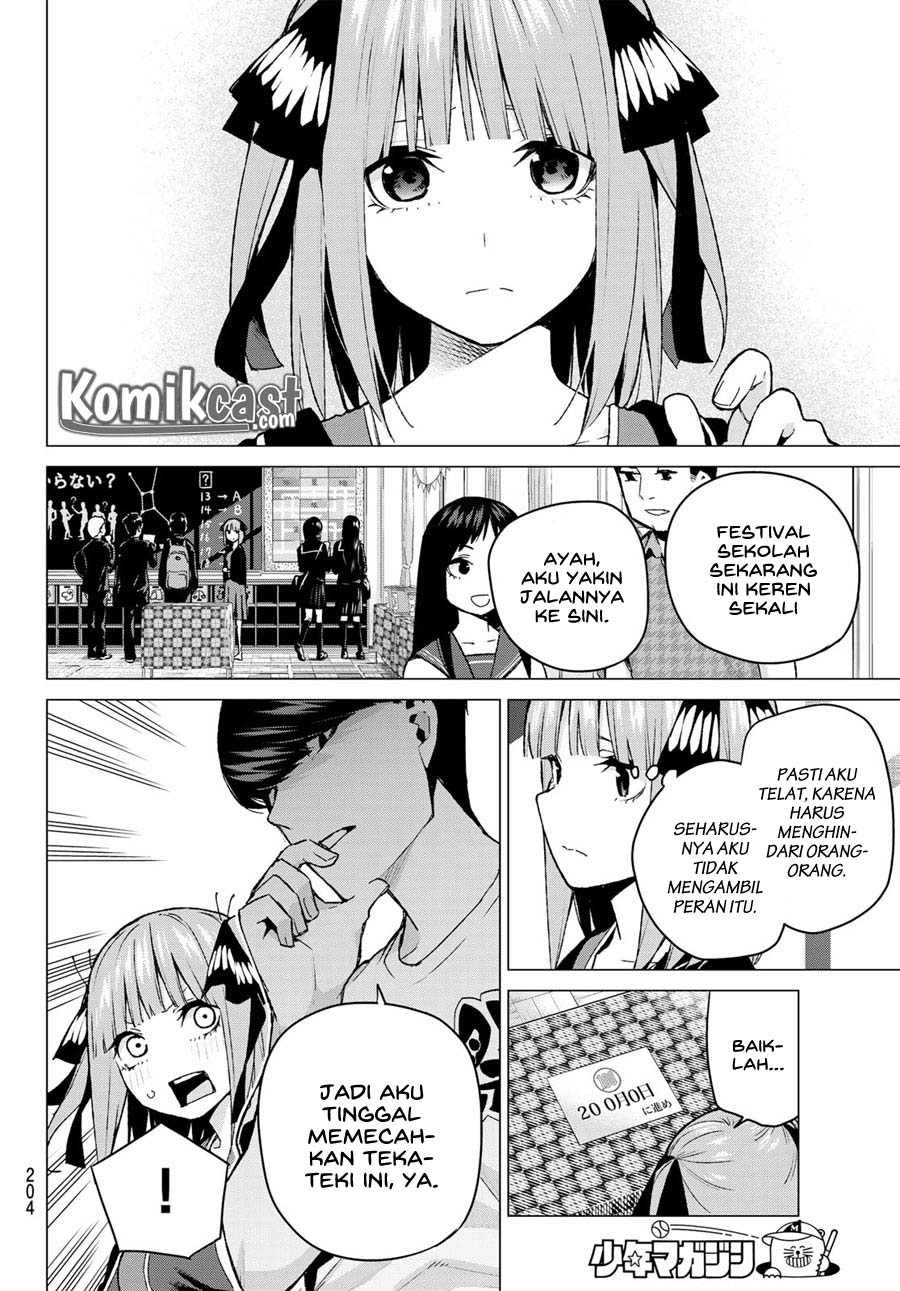 Komikcast
.com
らない？
?
13→A
14→B
FESTIVAL
SEKOLAH
SEKARANG
INI KEREN
SEKALI
AYAH,
AKU YAKIN
JALANNYA
KE SINI.
PASTI AKU
TELAT, KARENA
HARUS
MENGHIN-
DARI ORANG-
ORANG.
SEHARUS-
NYA AKU
TIDAK
MENGAMBIL
PERAN ITU.
BAIK-
LAH...
20 0月0日
に進め
JADI AKU
TINGGAL
MEMECAH-
KAN TEKA-
TEKI INI, YA.
!
204
少年マガジン
M